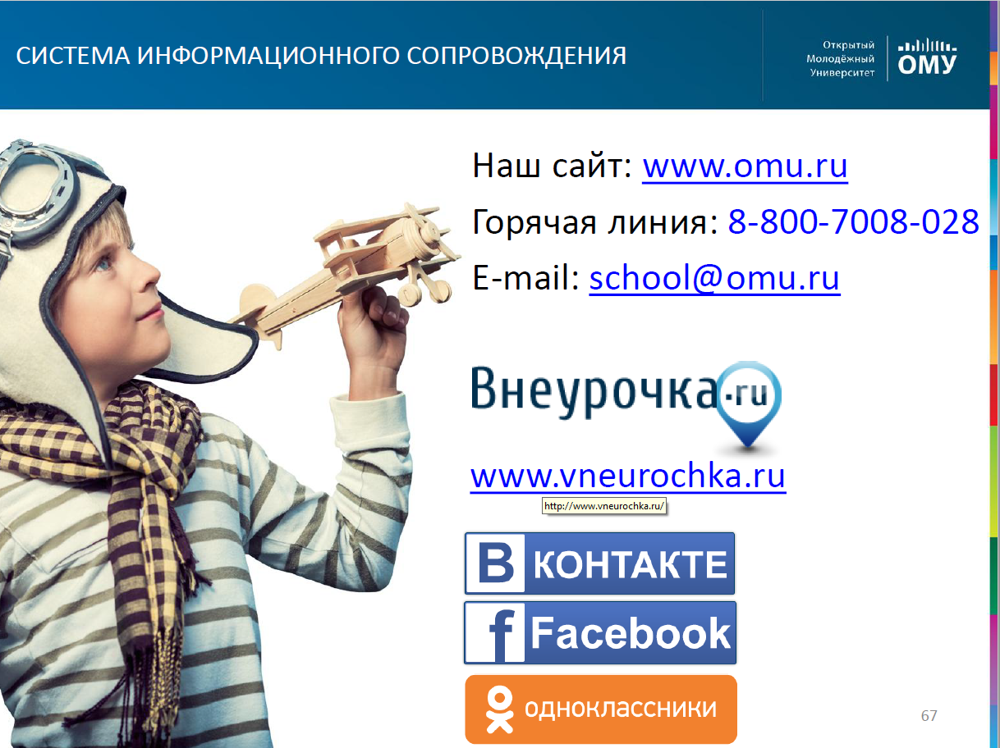 СИСТЕМА ИНФОРМАЦИОННОГО СОПРОВОЖДЕНИЯ
Открытый
Молодёжный
Университет
ОМУ
Наш сайт: www.omu.ru
Горячая линия: 8-800-7008-028
E-mail: school@omu.ru
Внеурочка.ru
www.vneurochka.ru
http://www.vneurochka.ru/
В КОНТАКТЕ
f Facebook
одноклассники
67